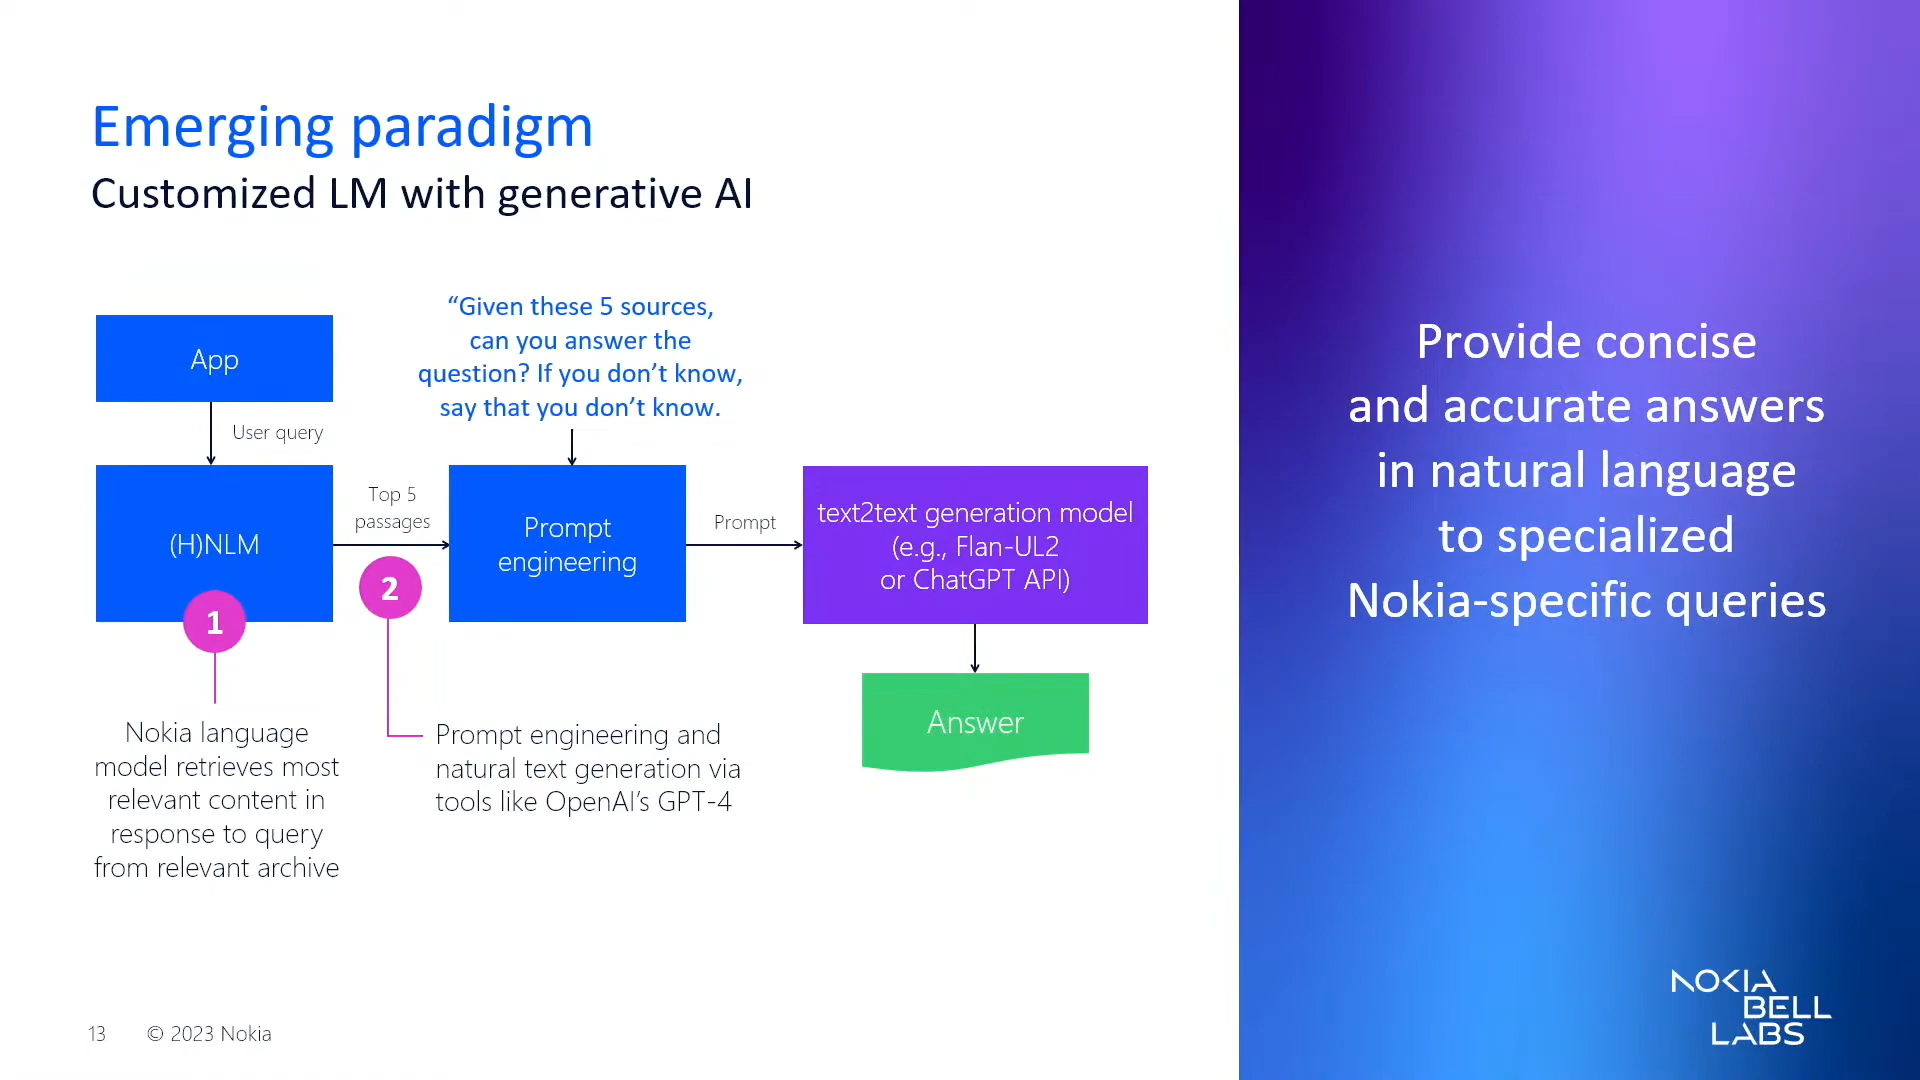 Emerging paradigm
Customized LM with generative AI
“Given these 5 sources,
can you answer the
question? If you don’t know,
say that you don’t know.
App
User query
(H)NLM
Top 5
passages
Prompt
engineering
Prompt
text2text generation model
(e.g., Flan-UL2
or ChatGPT API)
1
2
Answer
Nokia language
model retrieves most
relevant content in
response to query
from relevant archive
Prompt engineering and
natural text generation via
tools like OpenAI’s GPT-4
Provide concise
and accurate answers
in natural language
to specialized
Nokia-specific queries
13 © 2023 Nokia
NOKIA
BELL
LABS